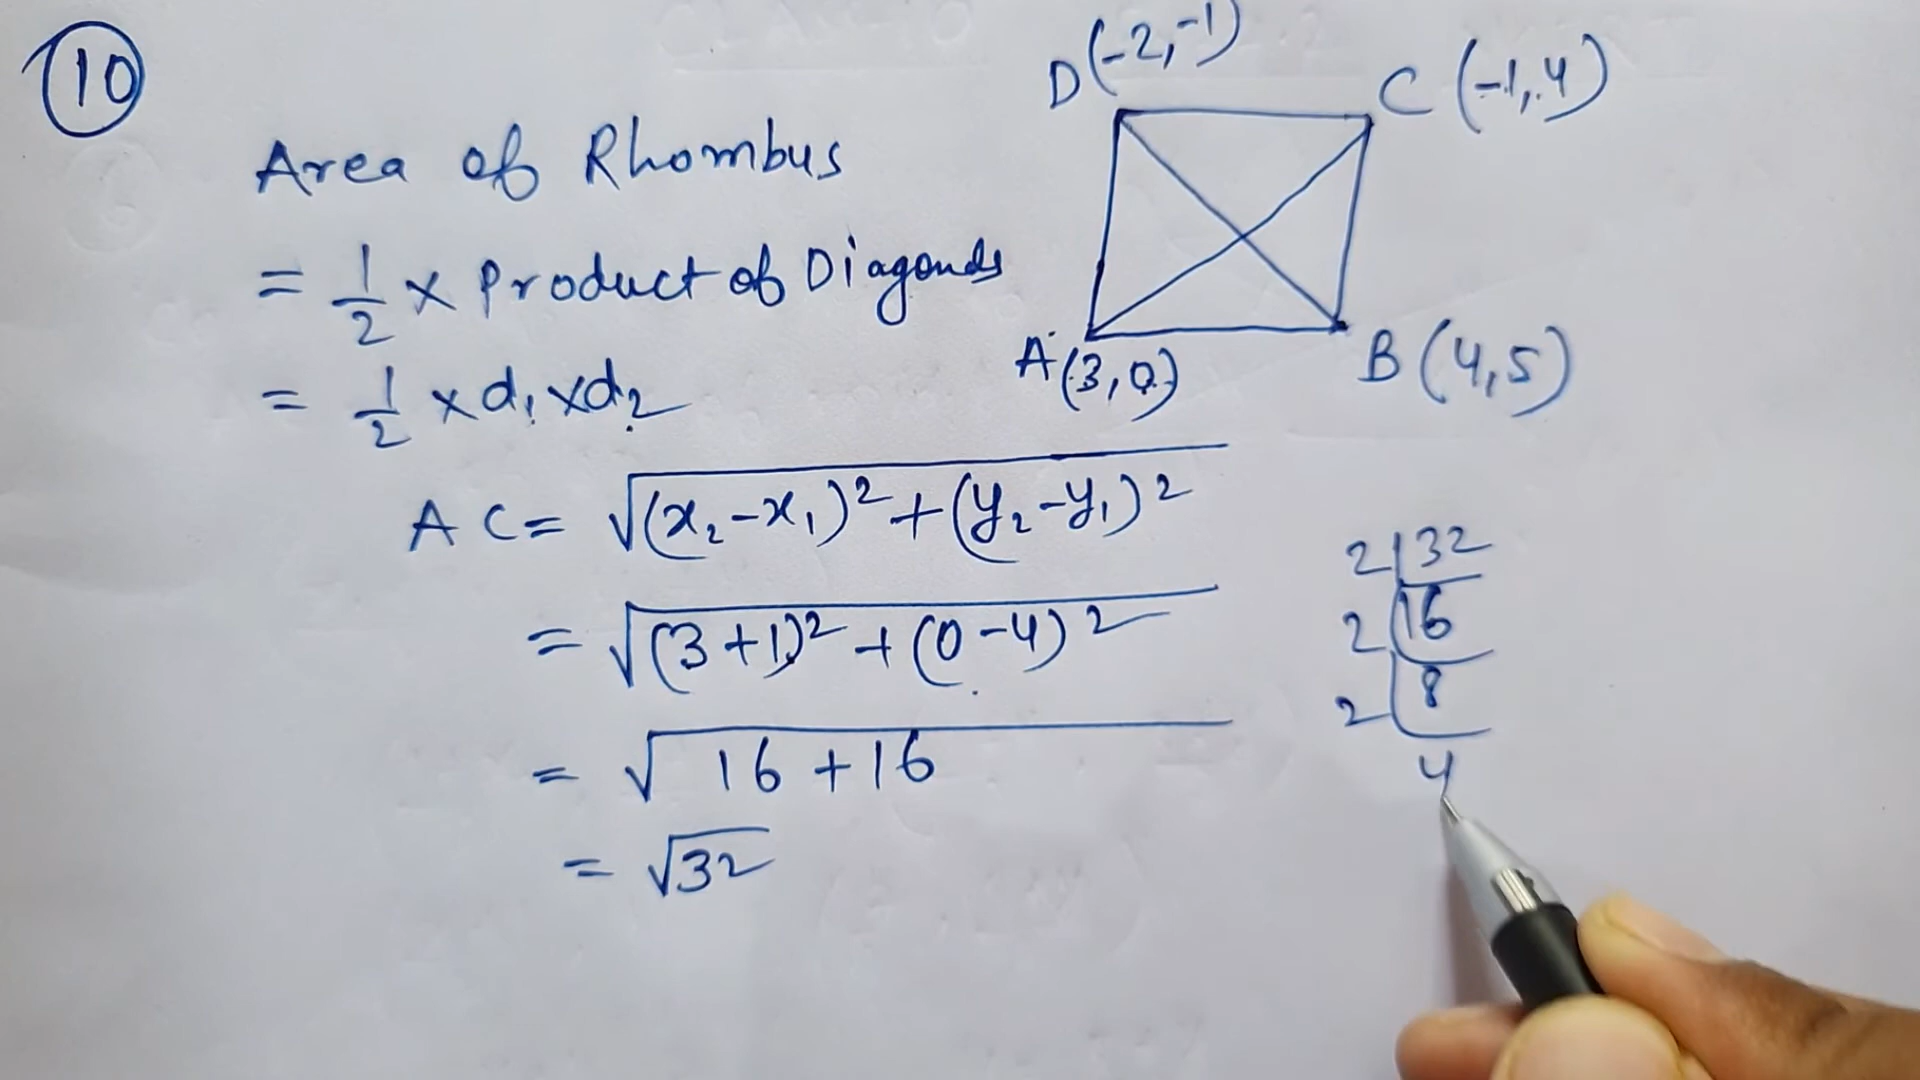 10
D(-2,-1)
C (-1,4)
Area of Rhombus
= 1/2 × Product of Diagonals
A(3,0)
B(4,5)
= 1/2 × d₁ × d₂
AC = √(x₂-x₁)² + (y₂-y₁)²
= √(3+1)² + (0-4)²
= √16+16
= √32
2 | 32
2 | 16
2 | 8
4